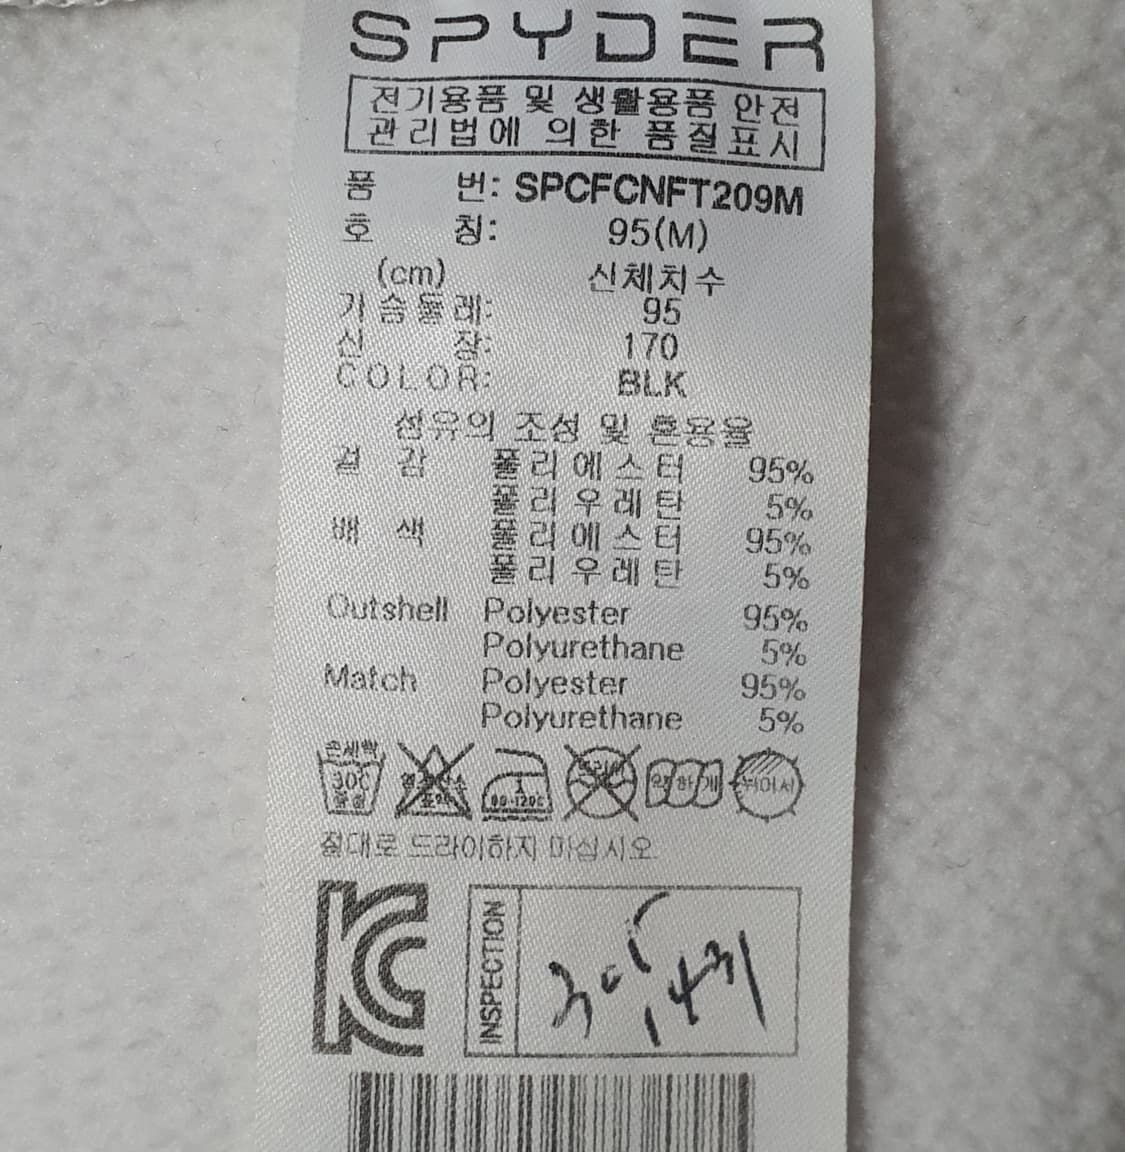 SPYDER
전기용품 및 생활용품 안전
관리법에 의한 품질표시
품 번: SPCFCNFT209M
호 칭: 95(M)
(cm) 신체치수
가슴둘레: 95
신 장: 170
COLOR: BLK
섬유의 조성 및 혼용율
겉 감 폴리에스터 95%
폴리우레탄 5%
배 색 폴리에스터 95%
폴리우레탄 5%
Outshell Polyester 95%
Polyurethane 5%
Match Polyester 95%
Polyurethane 5%
손세탁
30℃
중성
80-120℃
약하게
뉘어서
절대로 드라이하지 마십시오
KC
INSPECTION